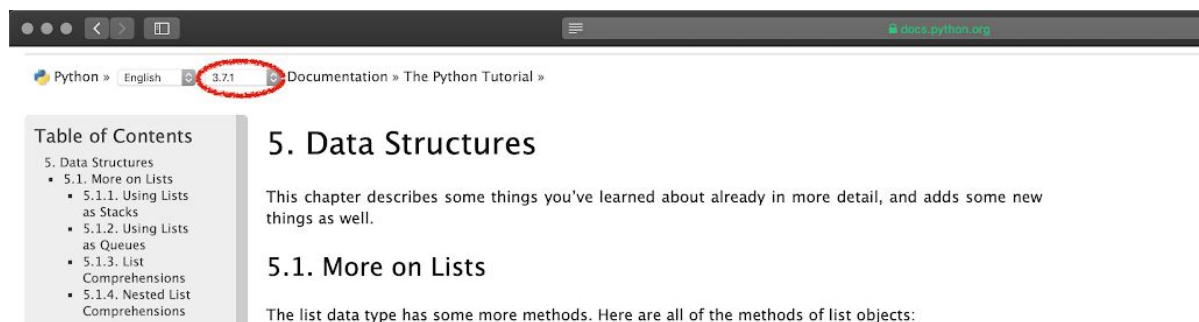 docs.python.org
Python » English 3.7.1 Documentation » The Python Tutorial »
Table of Contents
5. Data Structures
▪ 5.1. More on Lists
▪ 5.1.1. Using Lists
as Stacks
▪ 5.1.2. Using Lists
as Queues
▪ 5.1.3. List
Comprehensions
▪ 5.1.4. Nested List
Comprehensions
5. Data Structures
This chapter describes some things you've learned about already in more detail, and adds some new
things as well.
5.1. More on Lists
The list data type has some more methods. Here are all of the methods of list objects: